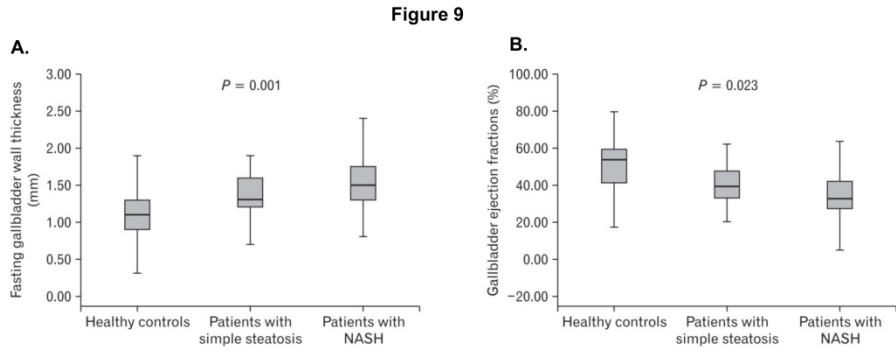 Figure 9
A.
Fasting gallbladder wall thickness
(mm)
3.00
2.50
2.00
1.50
1.00
0.50
0.00
P = 0.001
Healthy controls
Patients with
simple steatosis
Patients with
NASH
B.
Gallbladder ejection fractions (%)
100.00
80.00
60.00
40.00
20.00
0.00
−20.00
P = 0.023
Healthy controls
Patients with
simple steatosis
Patients with
NASH